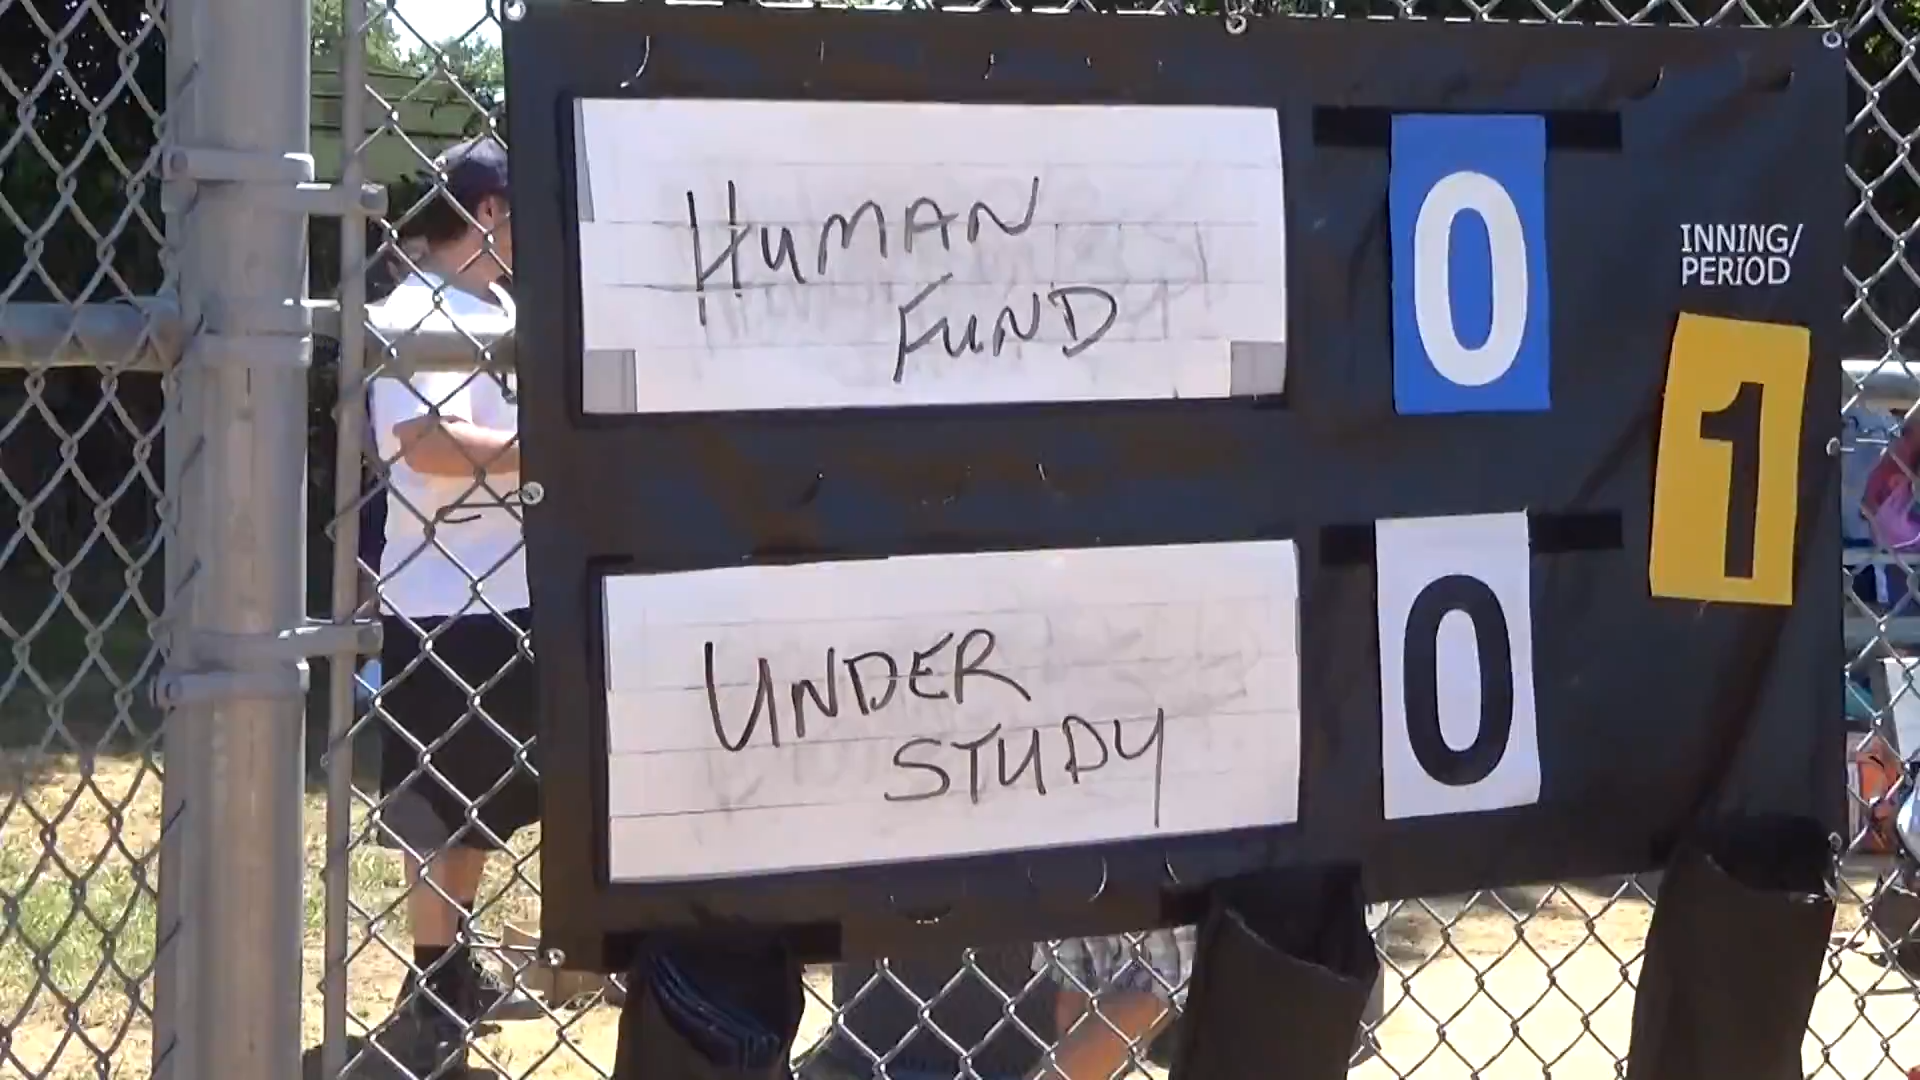 HUMAN
FUND
0
INNING/
PERIOD
1
UNDER
STUDY
0